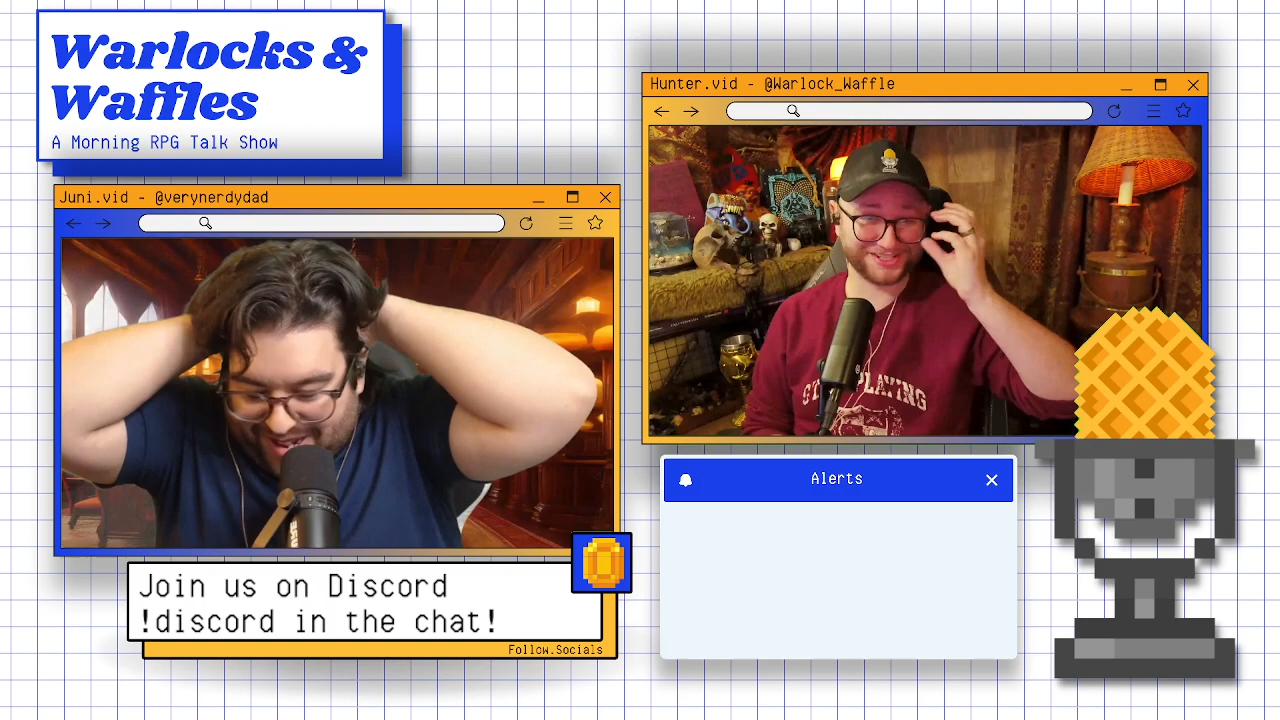 Warlocks &
Waffles
A Morning RPG Talk Show
Hunter.vid - @Warlock_Waffle
Juni.vid - @verynerdydad
PLAYING
Alerts
Join us on Discord
!discord in the chat!
Follow.Socials